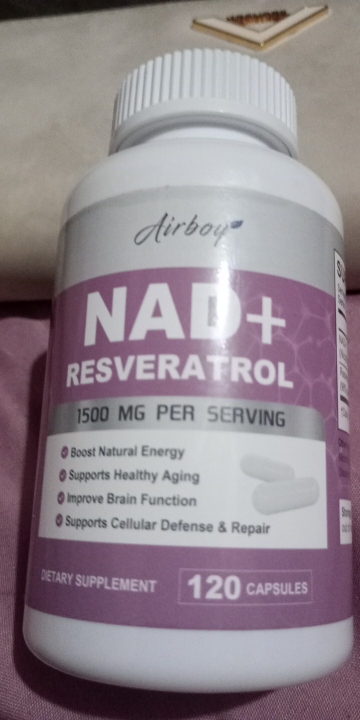 Airboy
NAD+
RESVERATROL
1500 MG PER SERVING
Boost Natural Energy
Supports Healthy Aging
Improve Brain Function
Supports Cellular Defense & Repair
DIETARY SUPPLEMENT
120 CAPSULES